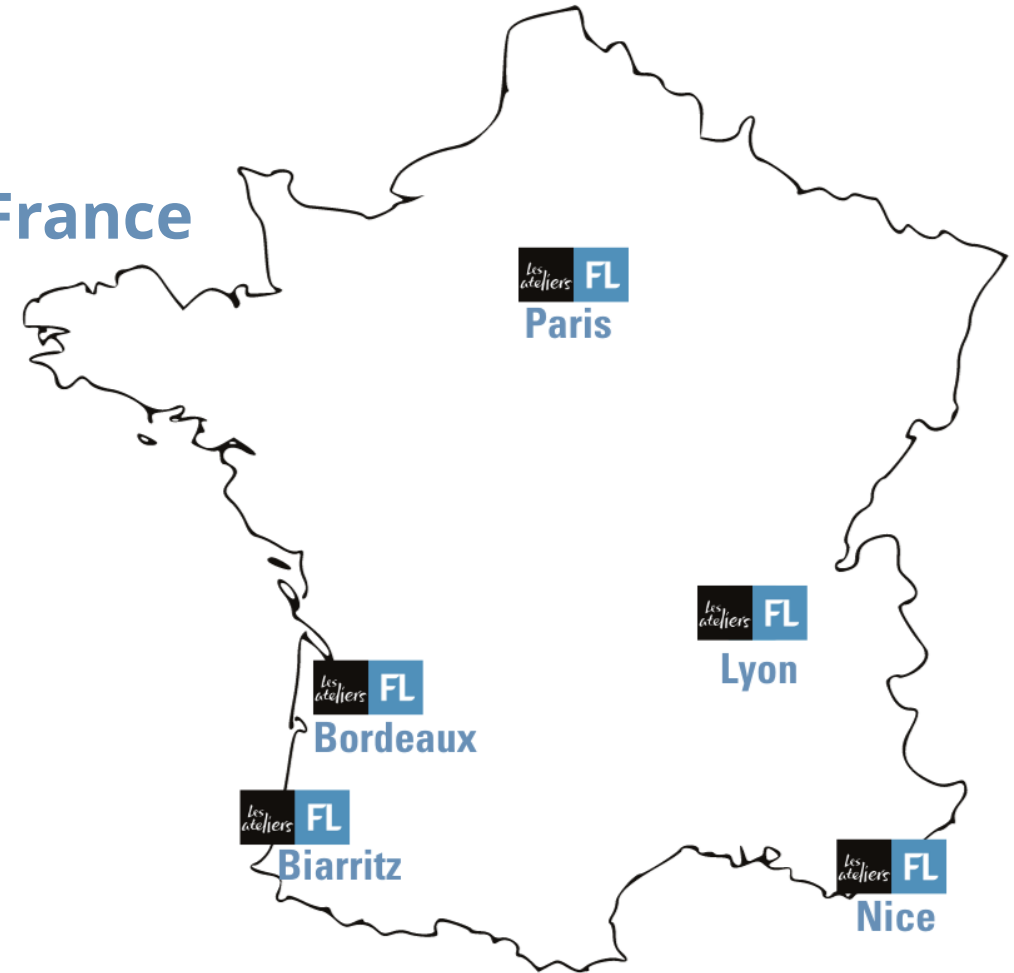 France
Les
ateliers FL
Paris
Les
ateliers FL
Lyon
Les
ateliers FL
Bordeaux
Les
ateliers FL
Biarritz
Les
ateliers FL
Nice